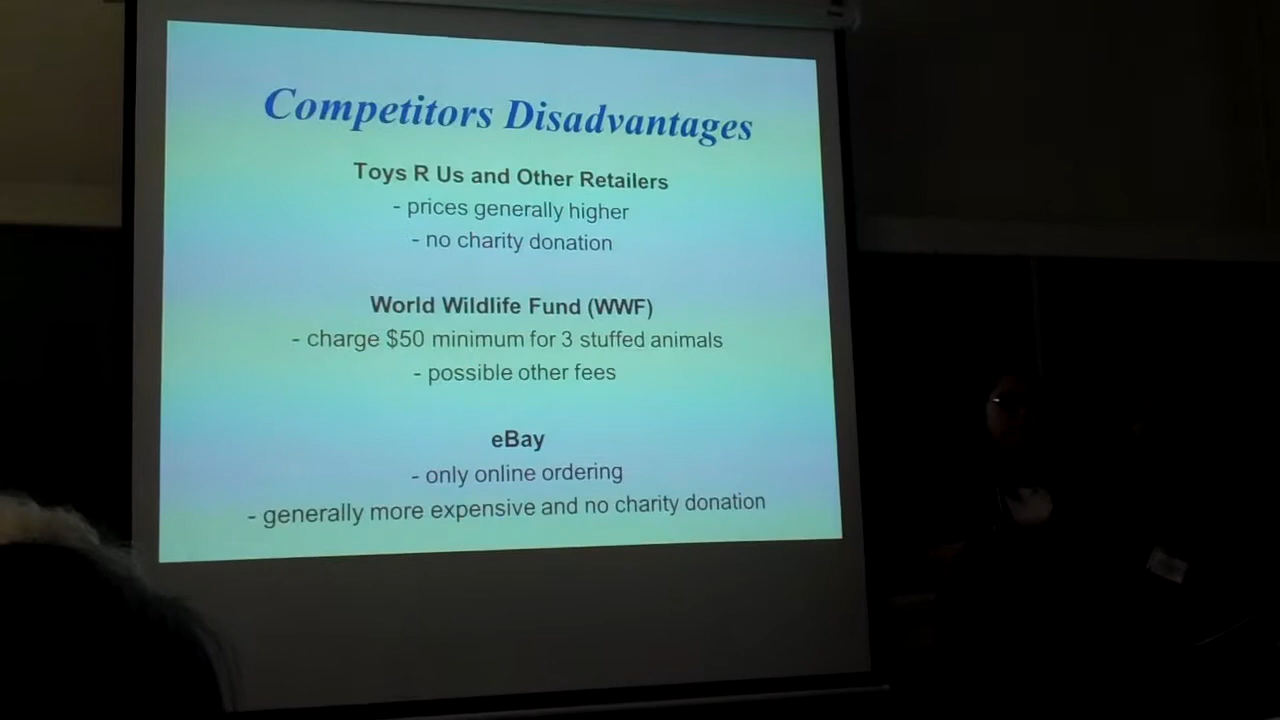 Competitors Disadvantages
Toys R Us and Other Retailers
- prices generally higher
- no charity donation
World Wildlife Fund (WWF)
- charge $50 minimum for 3 stuffed animals
- possible other fees
eBay
- only online ordering
- generally more expensive and no charity donation